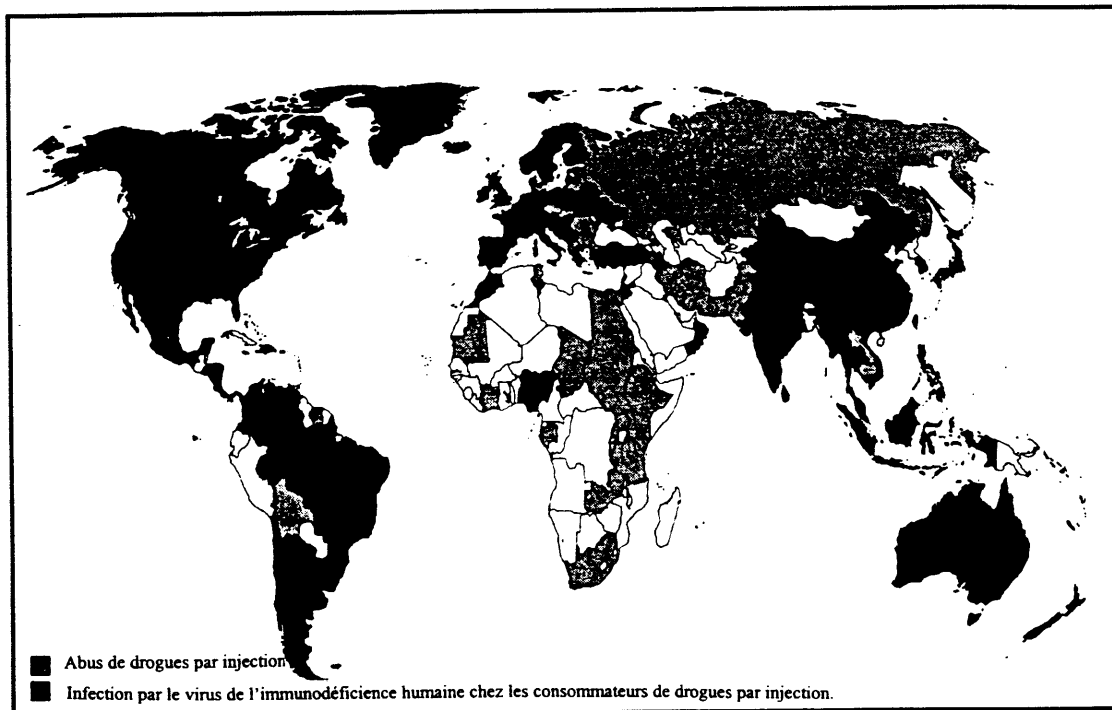 Abus de drogues par injection
Infection par le virus de l'immunodéficience humaine chez les consommateurs de drogues par injection.